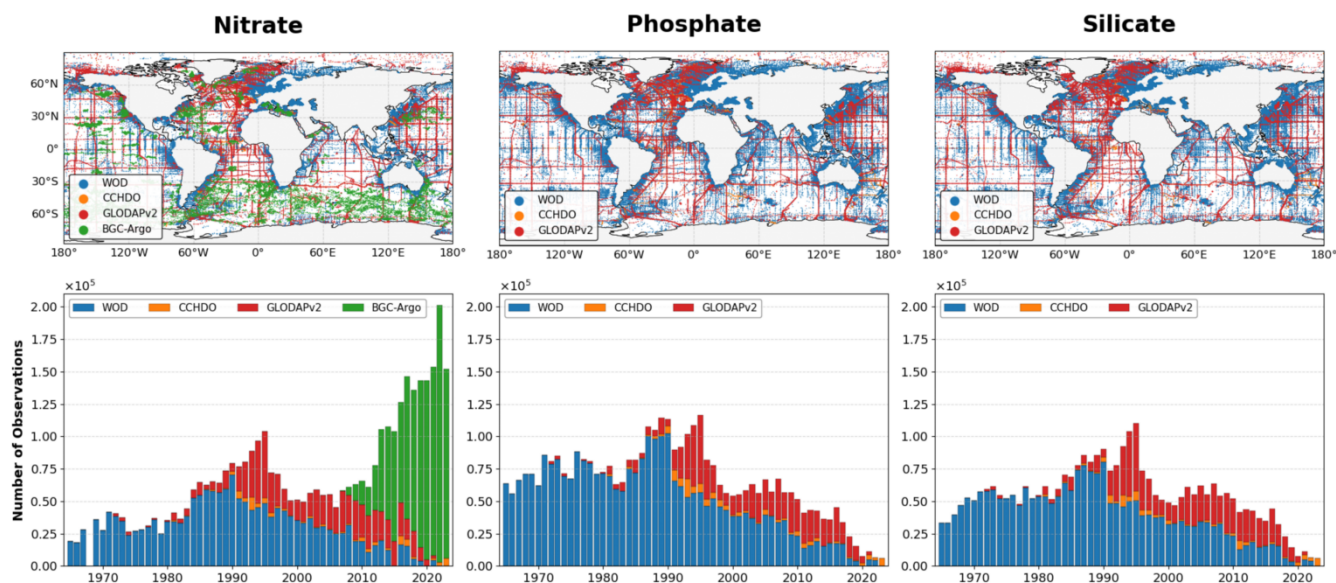 Nitrate Phosphate Silicate
60°N
30°N
0°
30°S
60°S
WOD
CCHDO
GLODAPv2
BGC-Argo
180° 120°W 60°W 0° 60°E 120°E 180°
WOD
CCHDO
GLODAPv2
180° 120°W 60°W 0° 60°E 120°E 180°
WOD
CCHDO
GLODAPv2
180° 120°W 60°W 0° 60°E 120°E 180°
Number of Observations
×10⁵
WOD CCHDO GLODAPv2 BGC-Argo
2.00
1.75
1.50
1.25
1.00
0.75
0.50
0.25
0.00
1970 1980 1990 2000 2010 2020
×10⁵
WOD CCHDO GLODAPv2
2.00
1.75
1.50
1.25
1.00
0.75
0.50
0.25
0.00
1970 1980 1990 2000 2010 2020
×10⁵
WOD CCHDO GLODAPv2
2.00
1.75
1.50
1.25
1.00
0.75
0.50
0.25
0.00
1970 1980 1990 2000 2010 2020